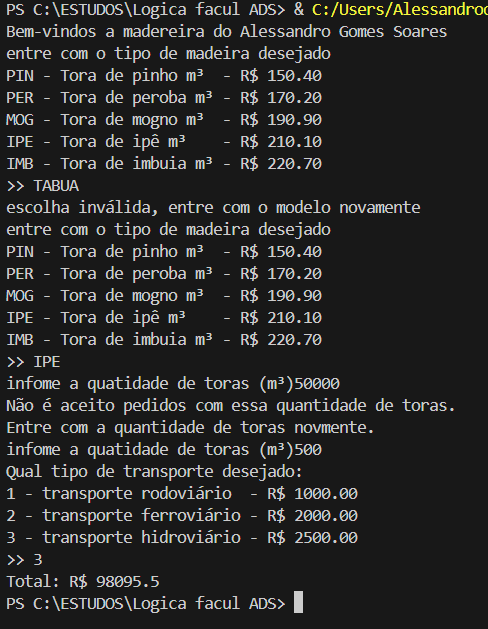 PS C:\ESTUDOS\Logica facul ADS> & C:/Users/Alessandro
Bem-vindos a madereira do Alessandro Gomes Soares
entre com o tipo de madeira desejado
PIN - Tora de pinho m³  - R$ 150.40
PER - Tora de peroba m³ - R$ 170.20
MOG - Tora de mogno m³  - R$ 190.90
IPE - Tora de ipê m³    - R$ 210.10
IMB - Tora de imbuia m³ - R$ 220.70
>> TABUA
escolha inválida, entre com o modelo novamente
entre com o tipo de madeira desejado
PIN - Tora de pinho m³  - R$ 150.40
PER - Tora de peroba m³ - R$ 170.20
MOG - Tora de mogno m³  - R$ 190.90
IPE - Tora de ipê m³    - R$ 210.10
IMB - Tora de imbuia m³ - R$ 220.70
>> IPE
infome a quatidade de toras (m³)50000
Não é aceito pedidos com essa quantidade de toras.
Entre com a quantidade de toras novmente.
infome a quatidade de toras (m³)500
Qual tipo de transporte desejado:
1 - transporte rodoviário  - R$ 1000.00
2 - transporte ferroviário - R$ 2000.00
3 - transporte hidroviário - R$ 2500.00
>> 3
Total: R$ 98095.5
PS C:\ESTUDOS\Logica facul ADS>